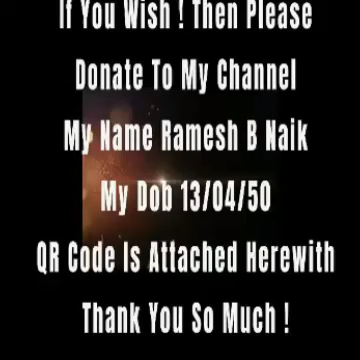 If You Wish ! Then Please
Donate To My Channel
My Name Ramesh B Naik
My Dob 13/04/50
QR Code Is Attached Herewith
Thank You So Much !